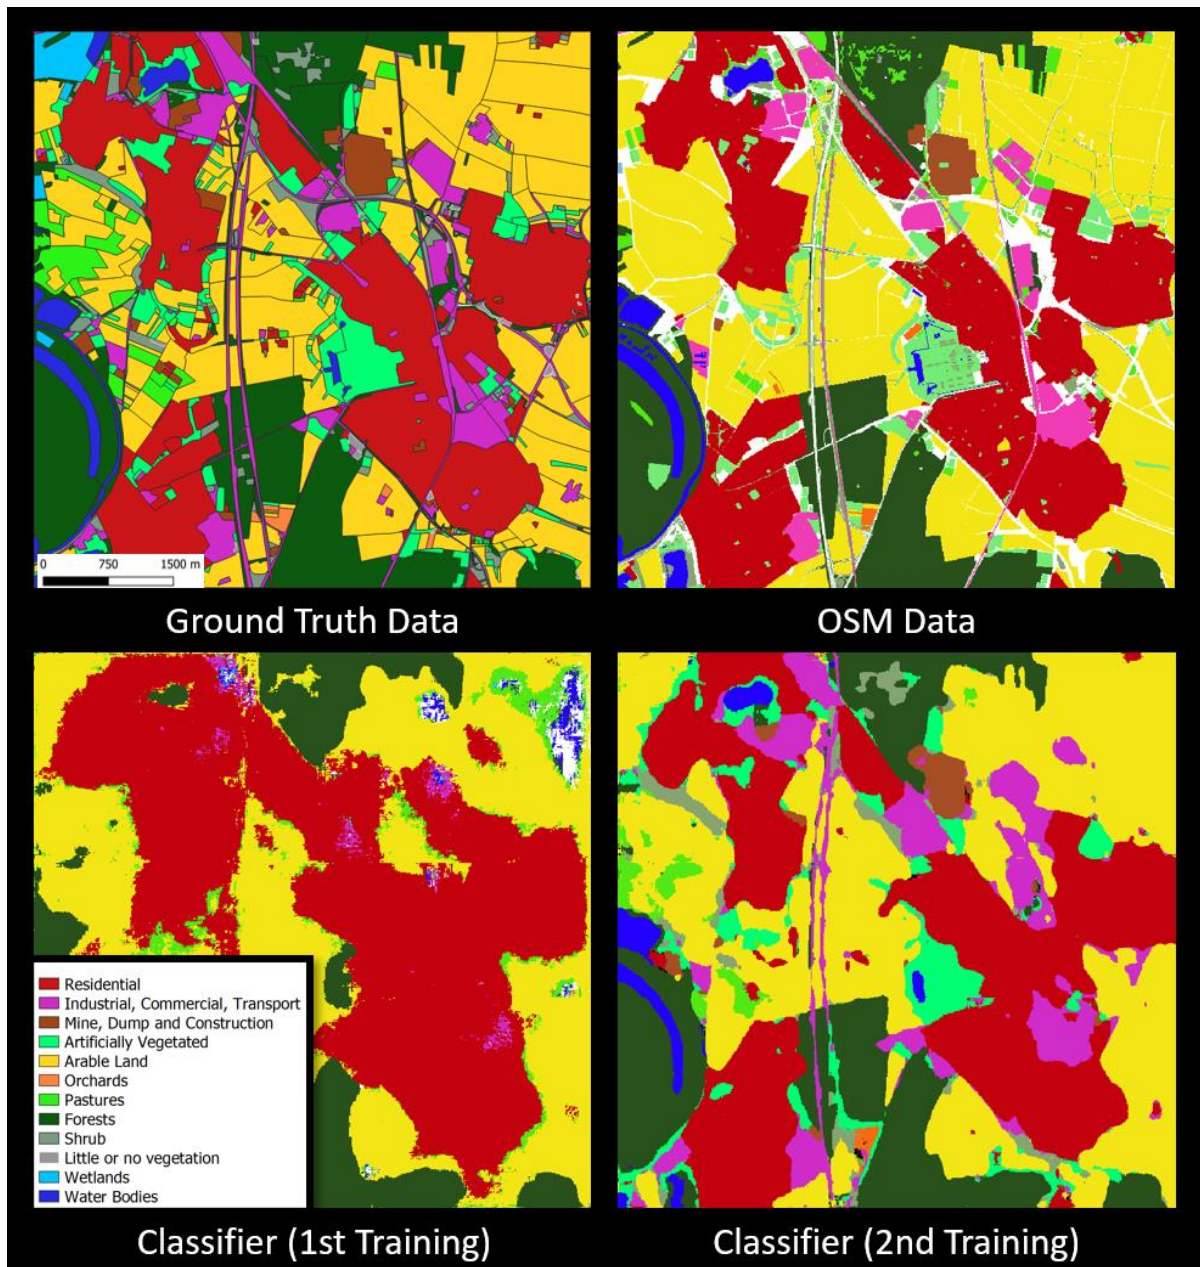 0 750 1500 m
Ground Truth Data
OSM Data
Residential
Industrial, Commercial, Transport
Mine, Dump and Construction
Artificially Vegetated
Arable Land
Orchards
Pastures
Forests
Shrub
Little or no vegetation
Wetlands
Water Bodies
Classifier (1st Training)
Classifier (2nd Training)